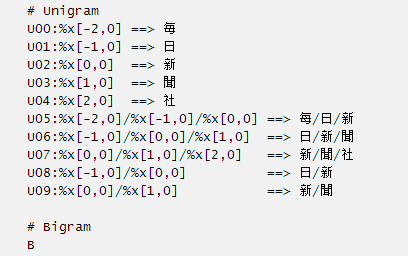 # Unigram
U00:%x[-2,0] ==> 毎
U01:%x[-1,0] ==> 日
U02:%x[0,0]  ==> 新
U03:%x[1,0]  ==> 聞
U04:%x[2,0]  ==> 社
U05:%x[-2,0]/%x[-1,0]/%x[0,0] ==> 每/日/新
U06:%x[-1,0]/%x[0,0]/%x[1,0]  ==> 日/新/聞
U07:%x[0,0]/%x[1,0]/%x[2,0]   ==> 新/聞/社
U08:%x[-1,0]/%x[0,0]          ==> 日/新
U09:%x[0,0]/%x[1,0]           ==> 新/聞
# Bigram
B